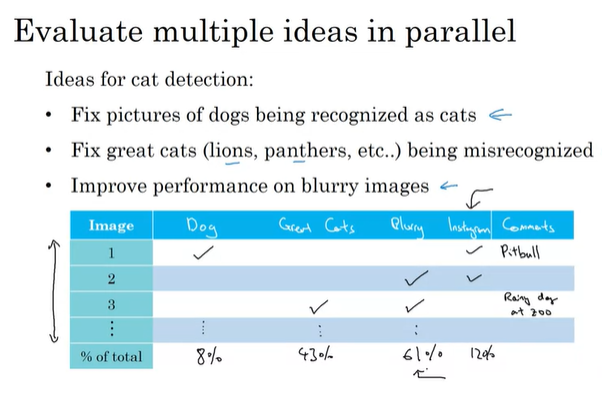 Evaluate multiple ideas in parallel
Ideas for cat detection:
• Fix pictures of dogs being recognized as cats
• Fix great cats (lions, panthers, etc..) being misrecognized
• Improve performance on blurry images
Image Dog Great Cats Blurry Instagram Comments
1 ✓ ✓ Pitbull
2 ✓ ✓
3 ✓ ✓ Rainy day
at zoo
⋮ ⋮ ⋮ ⋮
% of total 8% 43% 61% 12%